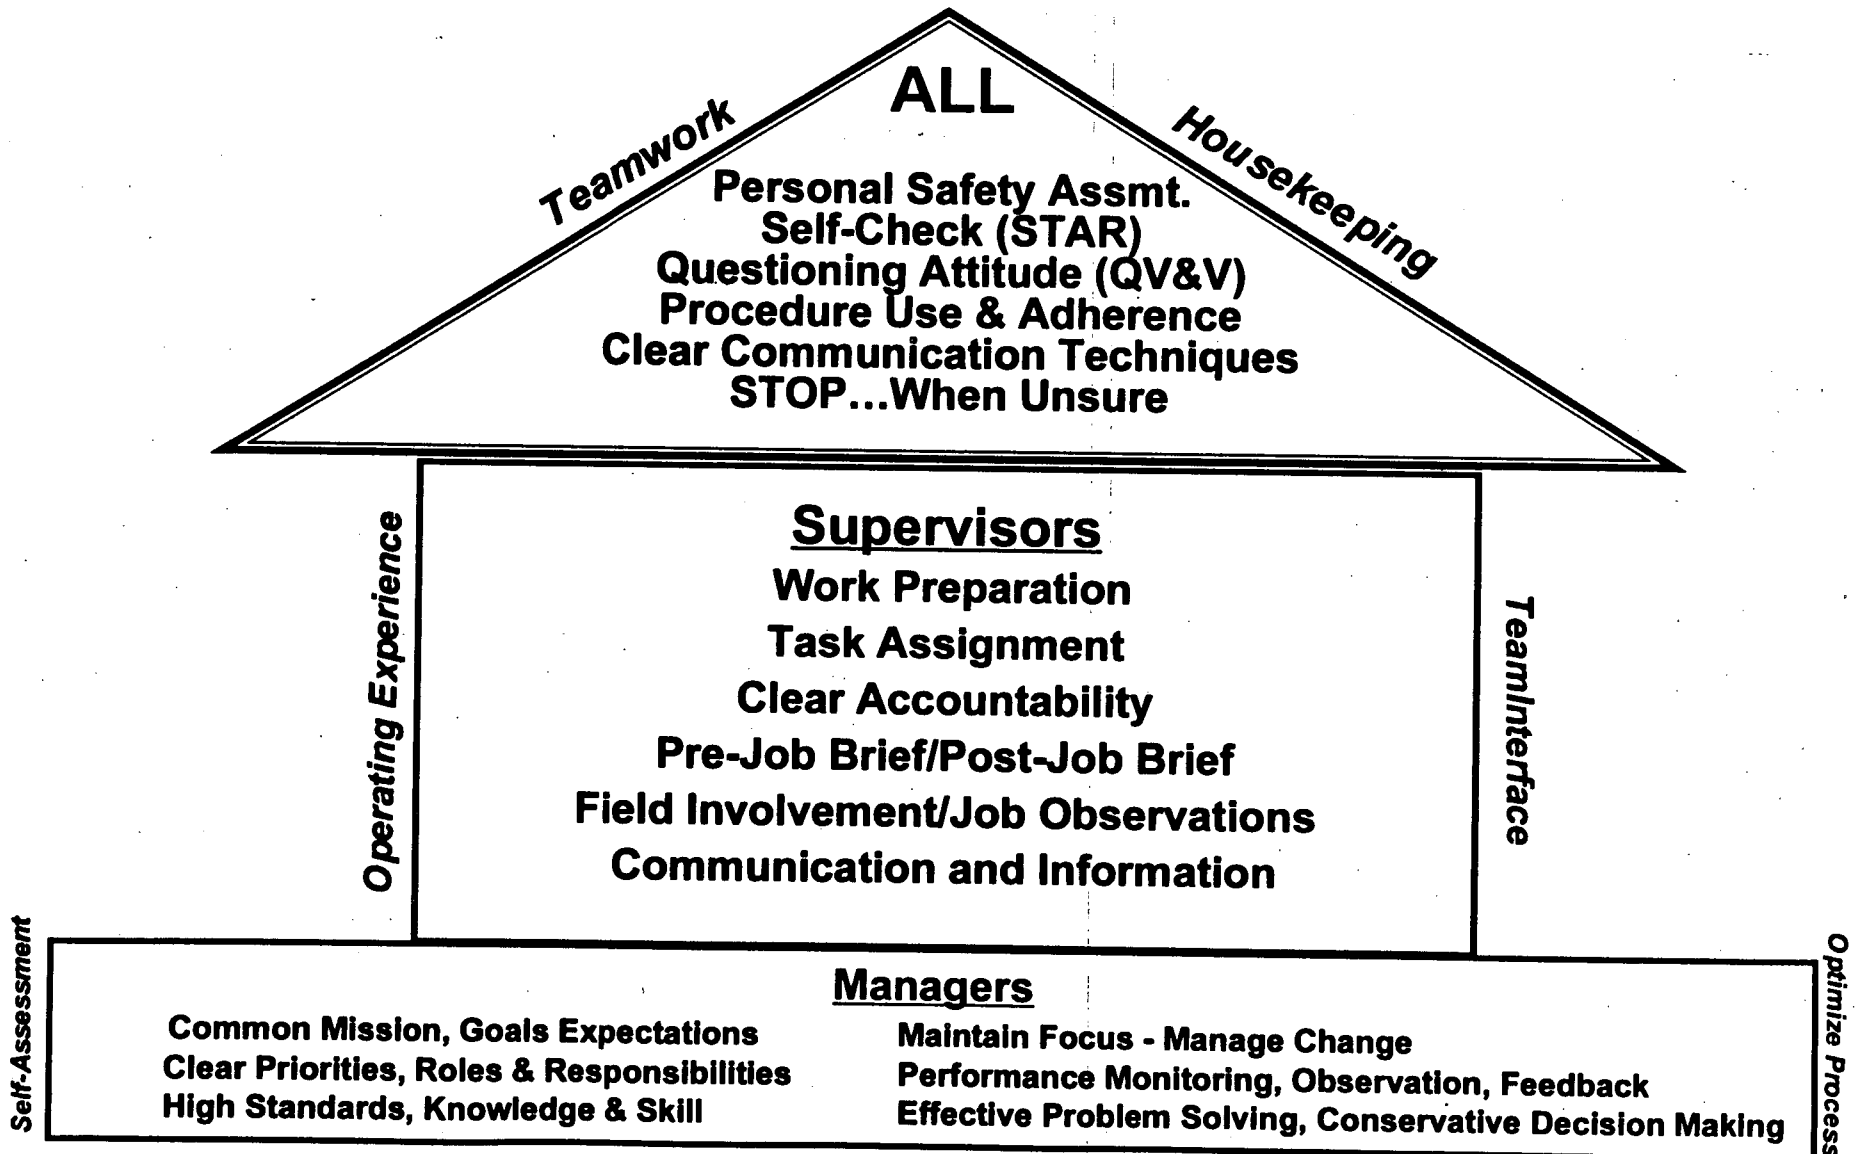 ALL
Teamwork
Housekeeping
Personal Safety Assmt.
Self-Check (STAR)
Questioning Attitude (QV&V)
Procedure Use & Adherence
Clear Communication Techniques
STOP...When Unsure
Operating Experience
Supervisors
Work Preparation
Task Assignment
Clear Accountability
Pre-Job Brief/Post-Job Brief
Field Involvement/Job Observations
Communication and Information
TeamInterface
Self-Assessment
Managers
Common Mission, Goals Expectations
Clear Priorities, Roles & Responsibilities
High Standards, Knowledge & Skill
Maintain Focus - Manage Change
Performance Monitoring, Observation, Feedback
Effective Problem Solving, Conservative Decision Making
Optimize Process